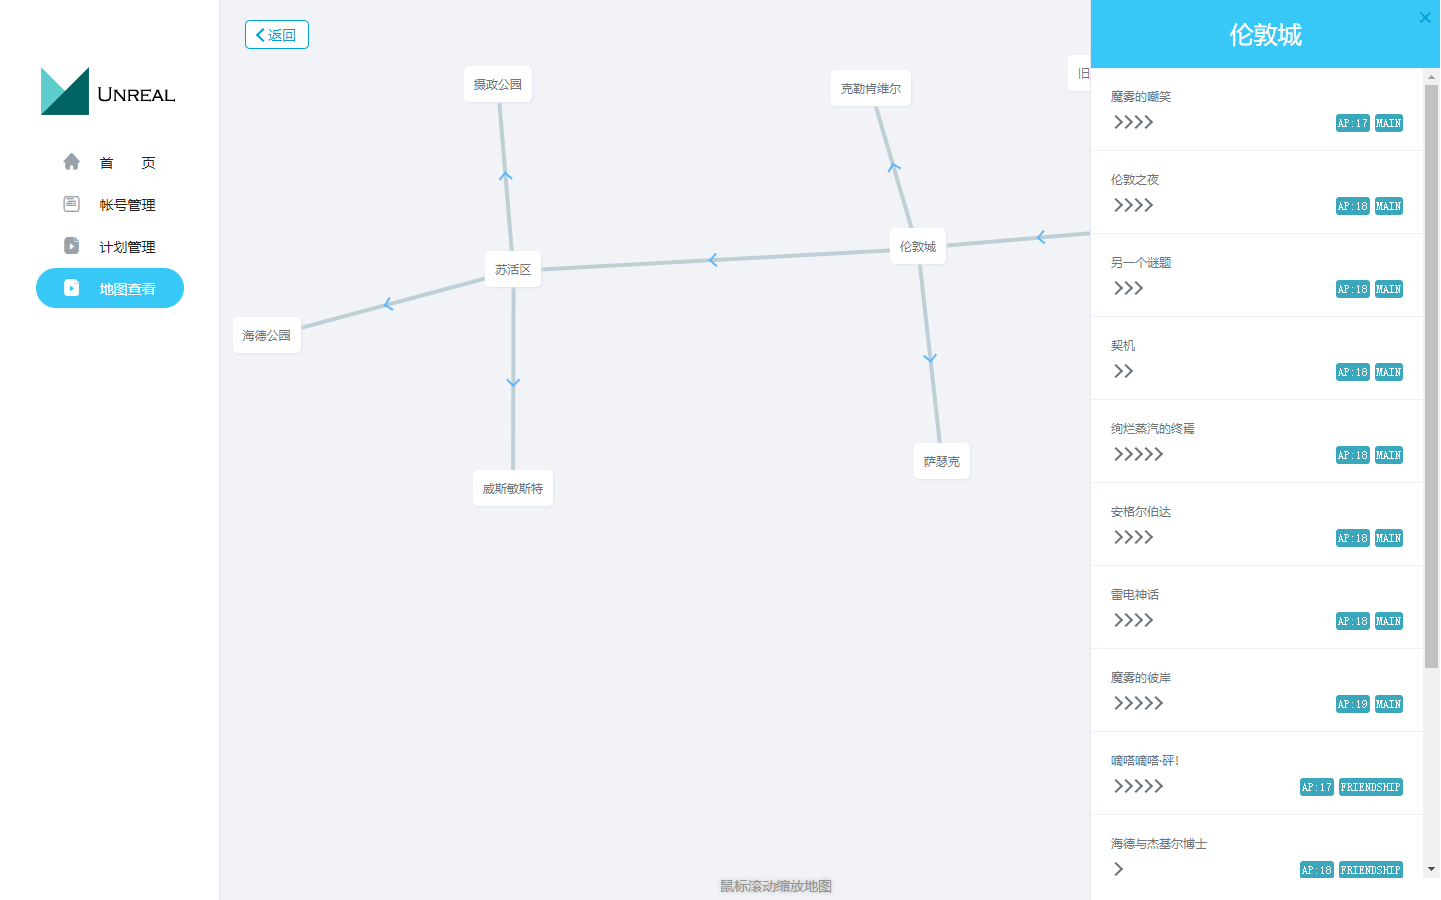 UNREAL
首 页
帐号管理
计划管理
地图查看
返回
摄政公园
克勒肯维尔
旧
苏活区
伦敦城
海德公园
萨瑟克
威斯敏斯特
鼠标滚动缩放地图
伦敦城
魔雾的嘲笑
AP:17 MAIN
伦敦之夜
AP:18 MAIN
另一个谜题
AP:18 MAIN
契机
AP:18 MAIN
绚烂蒸汽的终焉
AP:18 MAIN
安格尔伯达
AP:18 MAIN
雷电神话
AP:18 MAIN
魔雾的彼岸
AP:19 MAIN
嘀嗒嘀嗒·砰！
AP:17 FRIENDSHIP
海德与杰基尔博士
AP:18 FRIENDSHIP